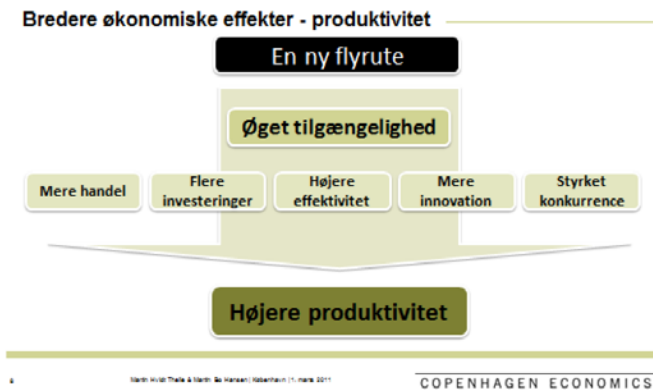 Bredere økonomiske effekter - produktivitet
En ny flyrute
Øget tilgængelighed
Mere handel
Flere
investeringer
Højere
effektivitet
Mere
innovation
Styrket
konkurrence
Højere produktivitet
Martin Hvidt Thelle & Martin Bo Hansen | København | 1. marts 2011
COPENHAGEN ECONOMICS